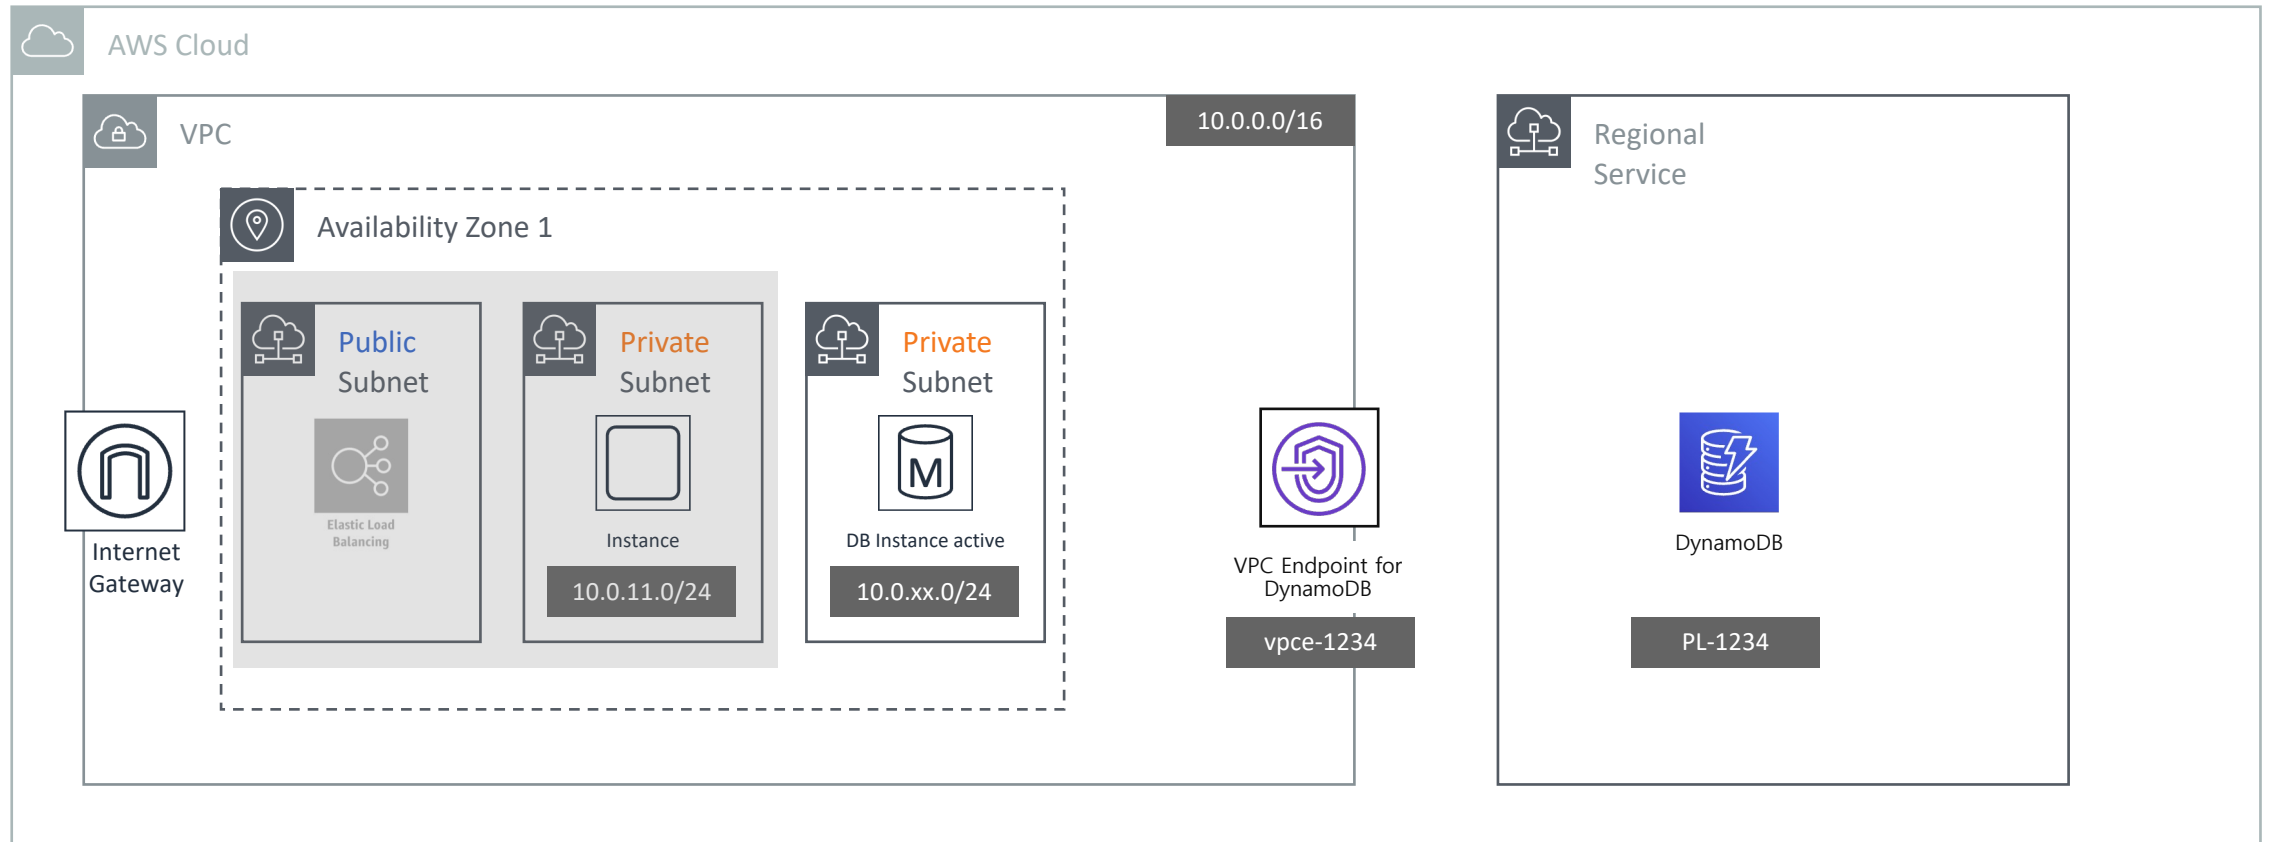 AWS Cloud
VPC
10.0.0.0/16
Regional
Service
Availability Zone 1
Public
Subnet
Private
Subnet
Private
Subnet
Elastic Load
Balancing
Instance
DB Instance active
10.0.11.0/24
10.0.xx.0/24
M
Internet
Gateway
VPC Endpoint for
DynamoDB
vpce-1234
DynamoDB
PL-1234